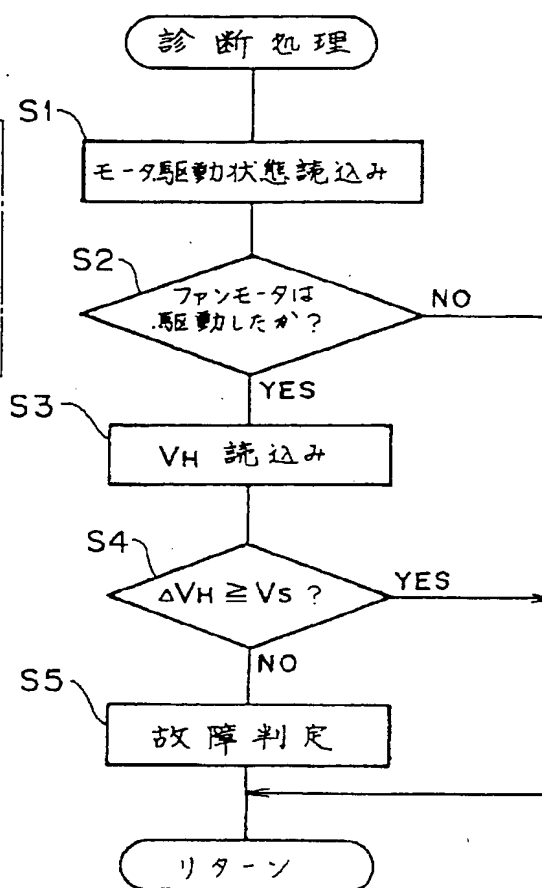 診断処理
S1
モータ駆動状態読込み
S2
ファンモータは
駆動したか?
NO
YES
S3
VH 読込み
S4
ΔVH ≧ VS ?
YES
NO
S5
故障判定
リターン